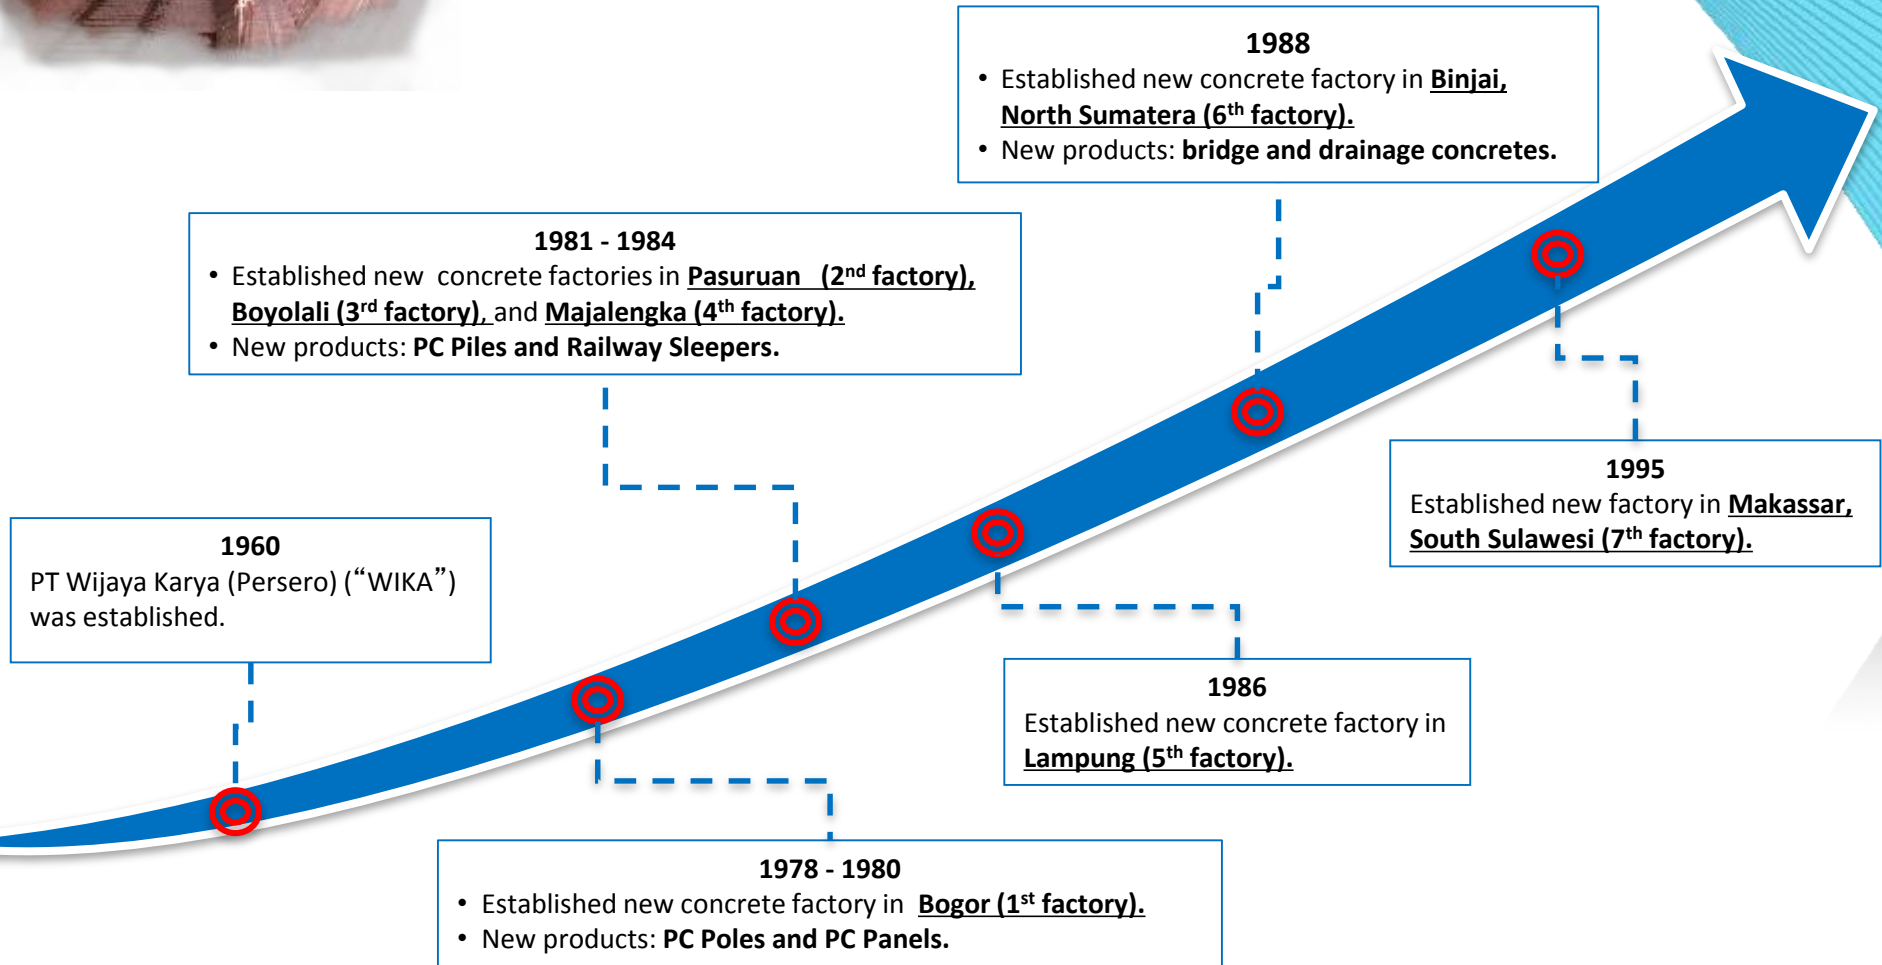 1988
• Established new concrete factory in Binjai,
North Sumatera (6th factory).
• New products: bridge and drainage concretes.
1981 - 1984
• Established new concrete factories in Pasuruan (2nd factory),
Boyolali (3rd factory), and Majalengka (4th factory).
• New products: PC Piles and Railway Sleepers.
1995
Established new factory in Makassar,
South Sulawesi (7th factory).
1960
PT Wijaya Karya (Persero) (“WIKA”)
was established.
1986
Established new concrete factory in
Lampung (5th factory).
1978 - 1980
• Established new concrete factory in Bogor (1st factory).
• New products: PC Poles and PC Panels.